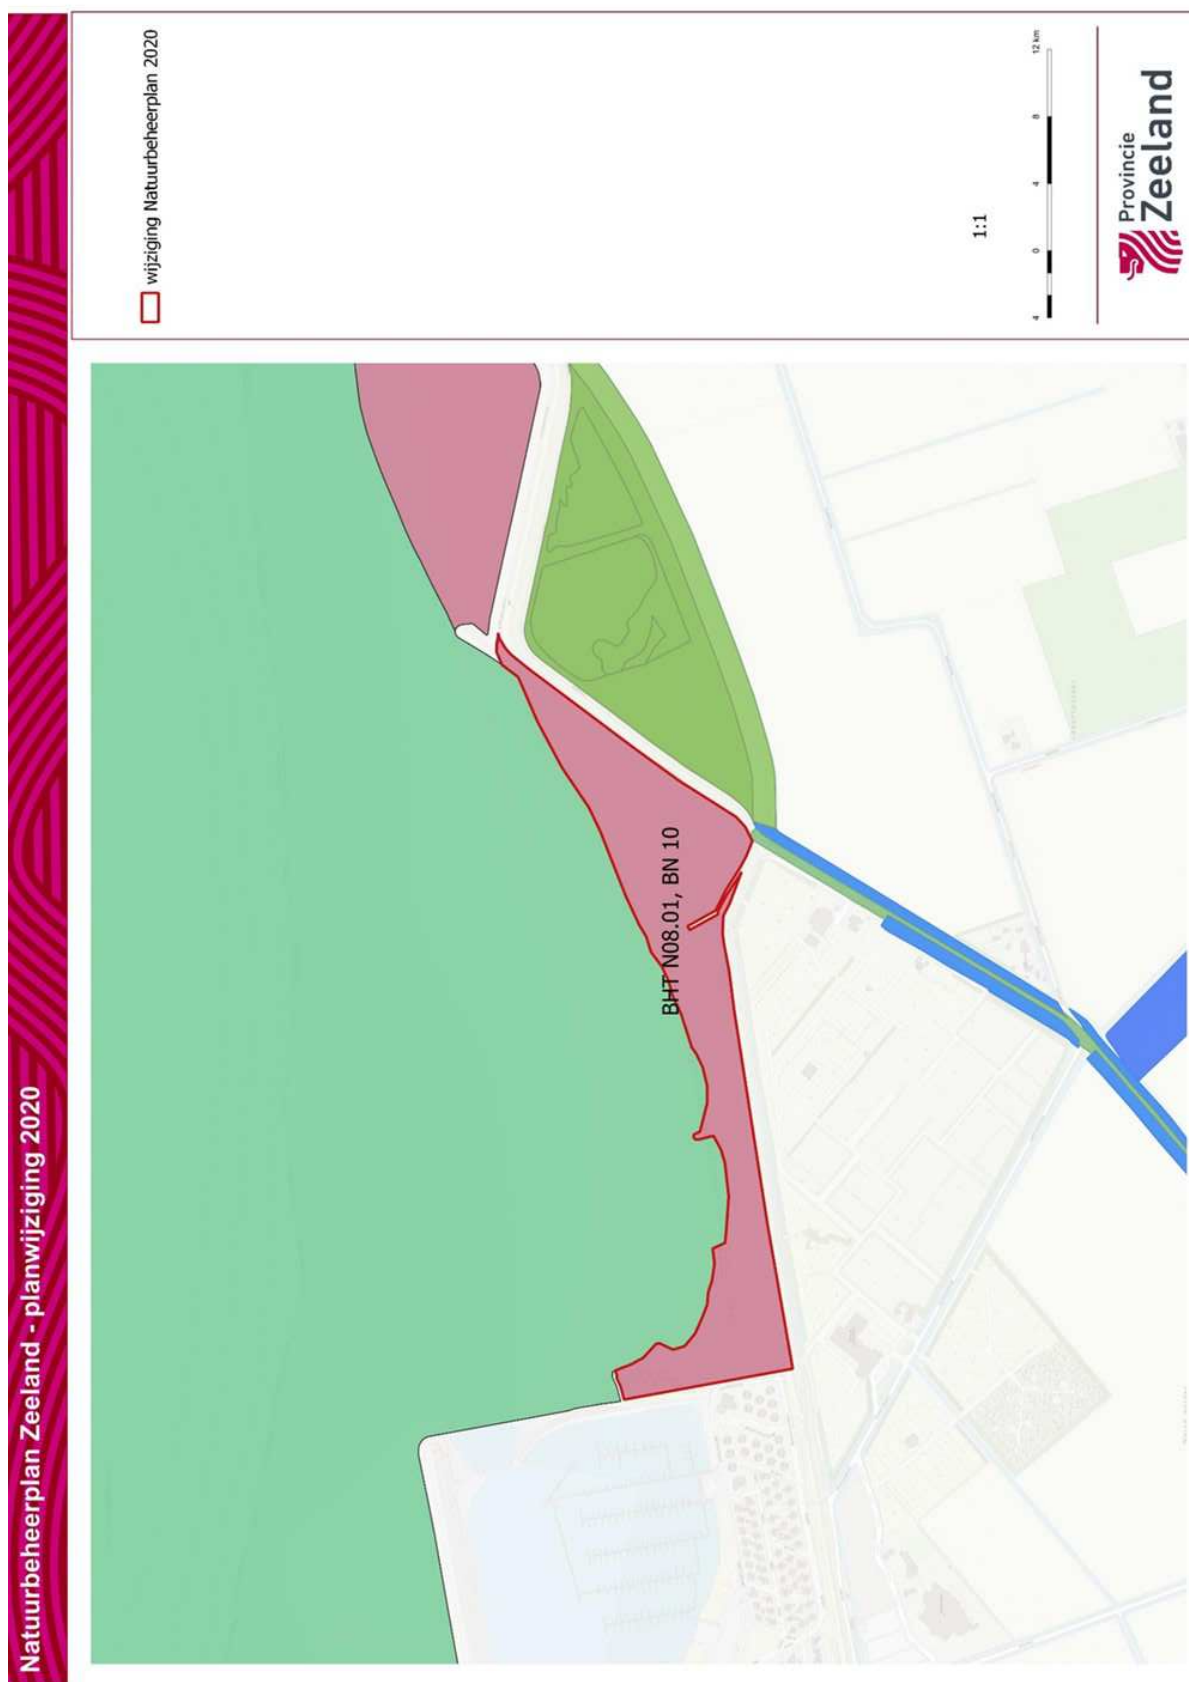 Natuurbeheerplan Zeeland - planwijziging 2020
wijziging Natuurbeheerplan 2020
BHT N08.01, BN 10
1:1
4 0 4 8 12 km
Provincie
Zeeland